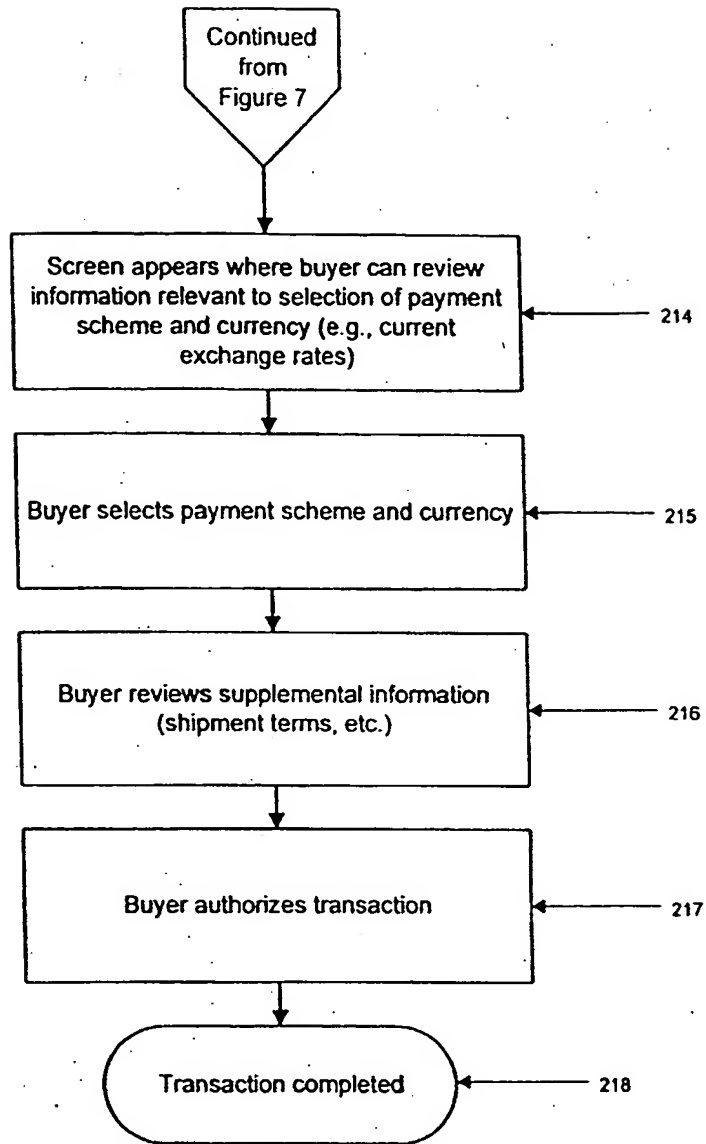 Continued
from
Figure 7
Screen appears where buyer can review
information relevant to selection of payment
scheme and currency (e.g., current
exchange rates)
214
Buyer selects payment scheme and currency
215
Buyer reviews supplemental information
(shipment terms, etc.)
216
Buyer authorizes transaction
217
Transaction completed
218